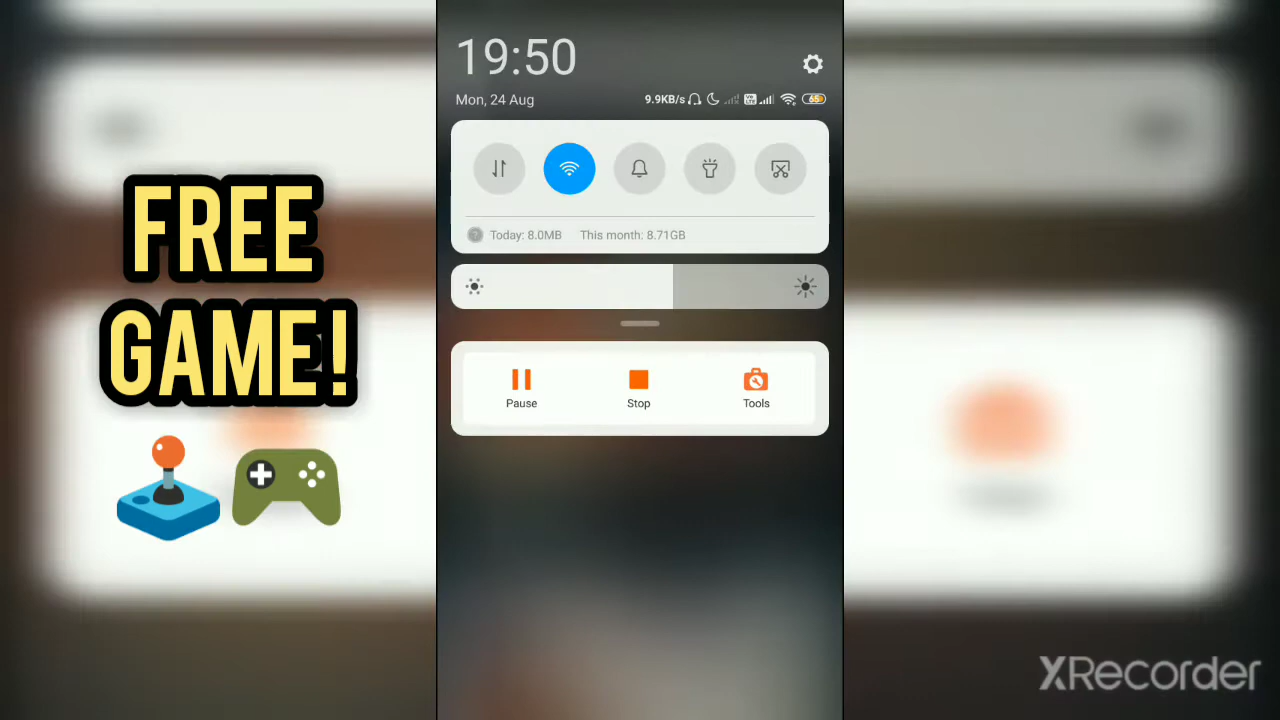 FREE
GAME!
19:50
Mon, 24 Aug
9.9KB/s
65
Today: 8.0MB This month: 8.71GB
Pause Stop Tools
XRecorder